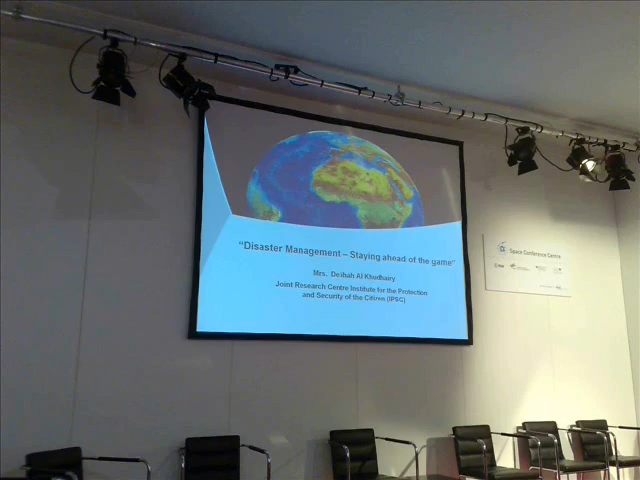 “Disaster Management – Staying ahead of the game”
Mrs. Delilah Al Khudhairy
Joint Research Centre Institute for the Protection
and Security of the Citizen (IPSC)
Space Conference Centre